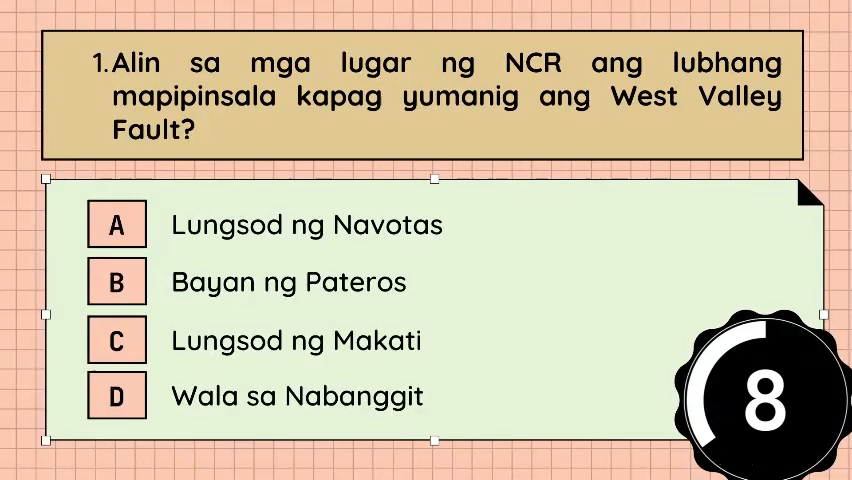 1. Alin sa mga lugar ng NCR ang lubhang
mapipinsala kapag yumanig ang West Valley
Fault?
A Lungsod ng Navotas
B Bayan ng Pateros
C Lungsod ng Makati
D Wala sa Nabanggit
8